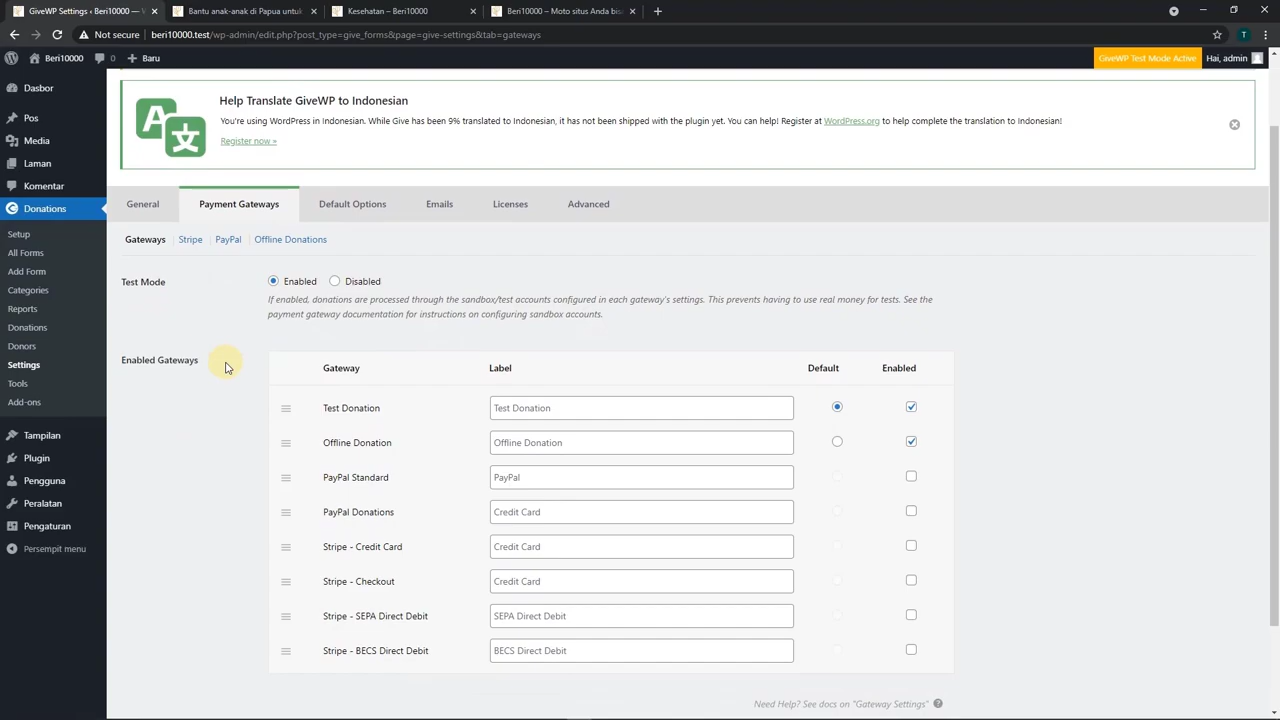 GiveWP Settings ‹ Beri10000 — W
Bantu anak-anak di Papua untuk
Kesehatan – Beri10000
Beri10000 – Moto situs Anda bisa
Not secure
beri10000.test/wp-admin/edit.php?post_type=give_forms&page=give-settings&tab=gateways
T
Beri10000
0
+ Baru
GiveWP Test Mode Active
Hai, admin
Dasbor
Pos
Media
Laman
Komentar
Donations
Setup
All Forms
Add Form
Categories
Reports
Donations
Donors
Settings
Tools
Add-ons
Tampilan
Plugin
Pengguna
Peralatan
Pengaturan
Persempit menu
A 文
Help Translate GiveWP to Indonesian
You're using WordPress in Indonesian. While Give has been 9% translated to Indonesian, it has not been shipped with the plugin yet. You can help! Register at WordPress.org to help complete the translation to Indonesian!
Register now »
General
Payment Gateways
Default Options
Emails
Licenses
Advanced
Gateways | Stripe | PayPal | Offline Donations
Test Mode
Enabled
Disabled
If enabled, donations are processed through the sandbox/test accounts configured in each gateway's settings. This prevents having to use real money for tests. See the
payment gateway documentation for instructions on configuring sandbox accounts.
Enabled Gateways
Gateway Label Default Enabled
Test Donation Test Donation
Offline Donation Offline Donation
PayPal Standard PayPal
PayPal Donations Credit Card
Stripe - Credit Card Credit Card
Stripe - Checkout Credit Card
Stripe - SEPA Direct Debit SEPA Direct Debit
Stripe - BECS Direct Debit BECS Direct Debit
Need Help? See docs on "Gateway Settings" ?